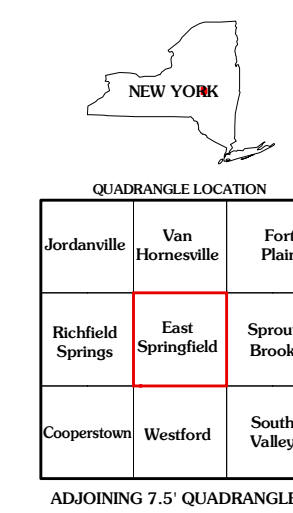 NEW YORK
QUADRANGLE LOCATION
Jordanville
Van
Hornesville
Fort
Plain
Richfield
Springs
East
Springfield
Sprout
Brook
Cooperstown
Westford
South
Valley
ADJOINING 7.5' QUADRANGLE